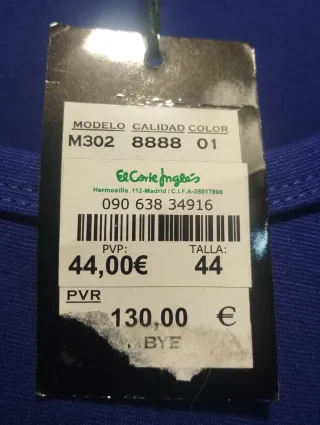 MODELO CALIDAD COLOR
M302 8888 01
El Corte Inglés
Hermosilla, 112-Madrid / C.I.F.A-28017895
090 638 34916
PVP: TALLA:
44,00€ 44
PVR
130,00 €
BYE